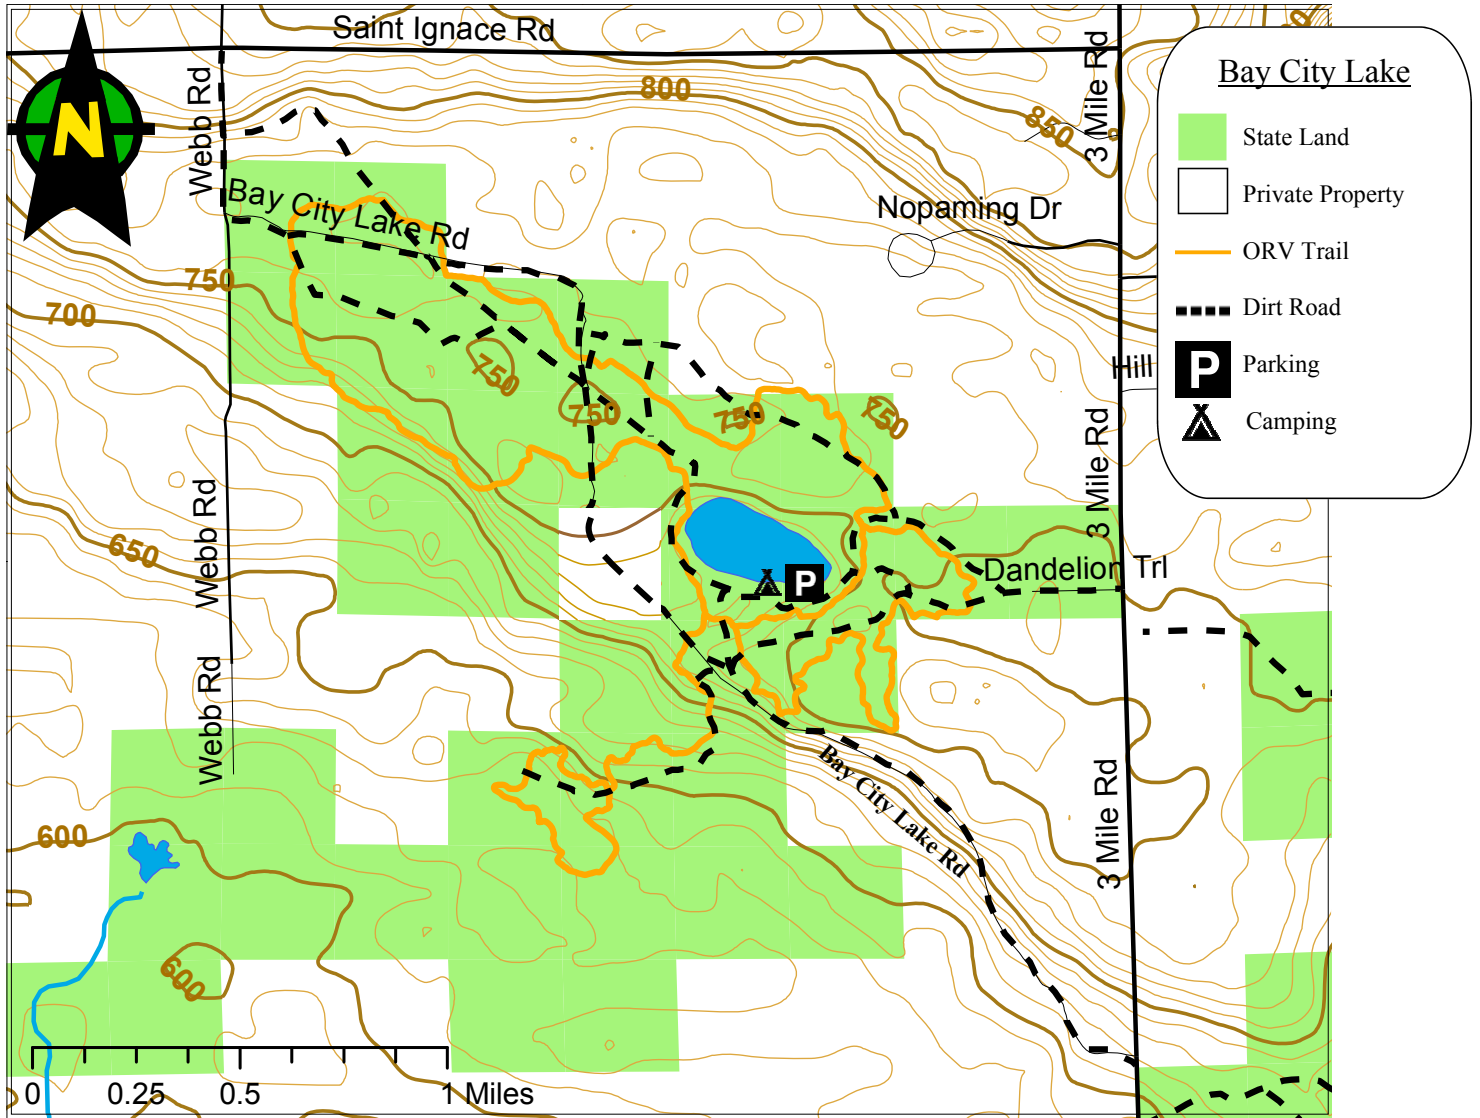 Saint Ignace Rd
Bay City Lake
State Land
Private Property
ORV Trail
Dirt Road
P
Parking
Camping
N
Webb Rd
3 Mile Rd
800
850
Bay City Lake Rd
Nopaming Dr
750
700
750
750
750
750
Hill
3 Mile Rd
Webb Rd
650
Dandelion Trl
P
Webb Rd
Bay City Lake Rd
3 Mile Rd
600
600
0 0.25 0.5 1 Miles